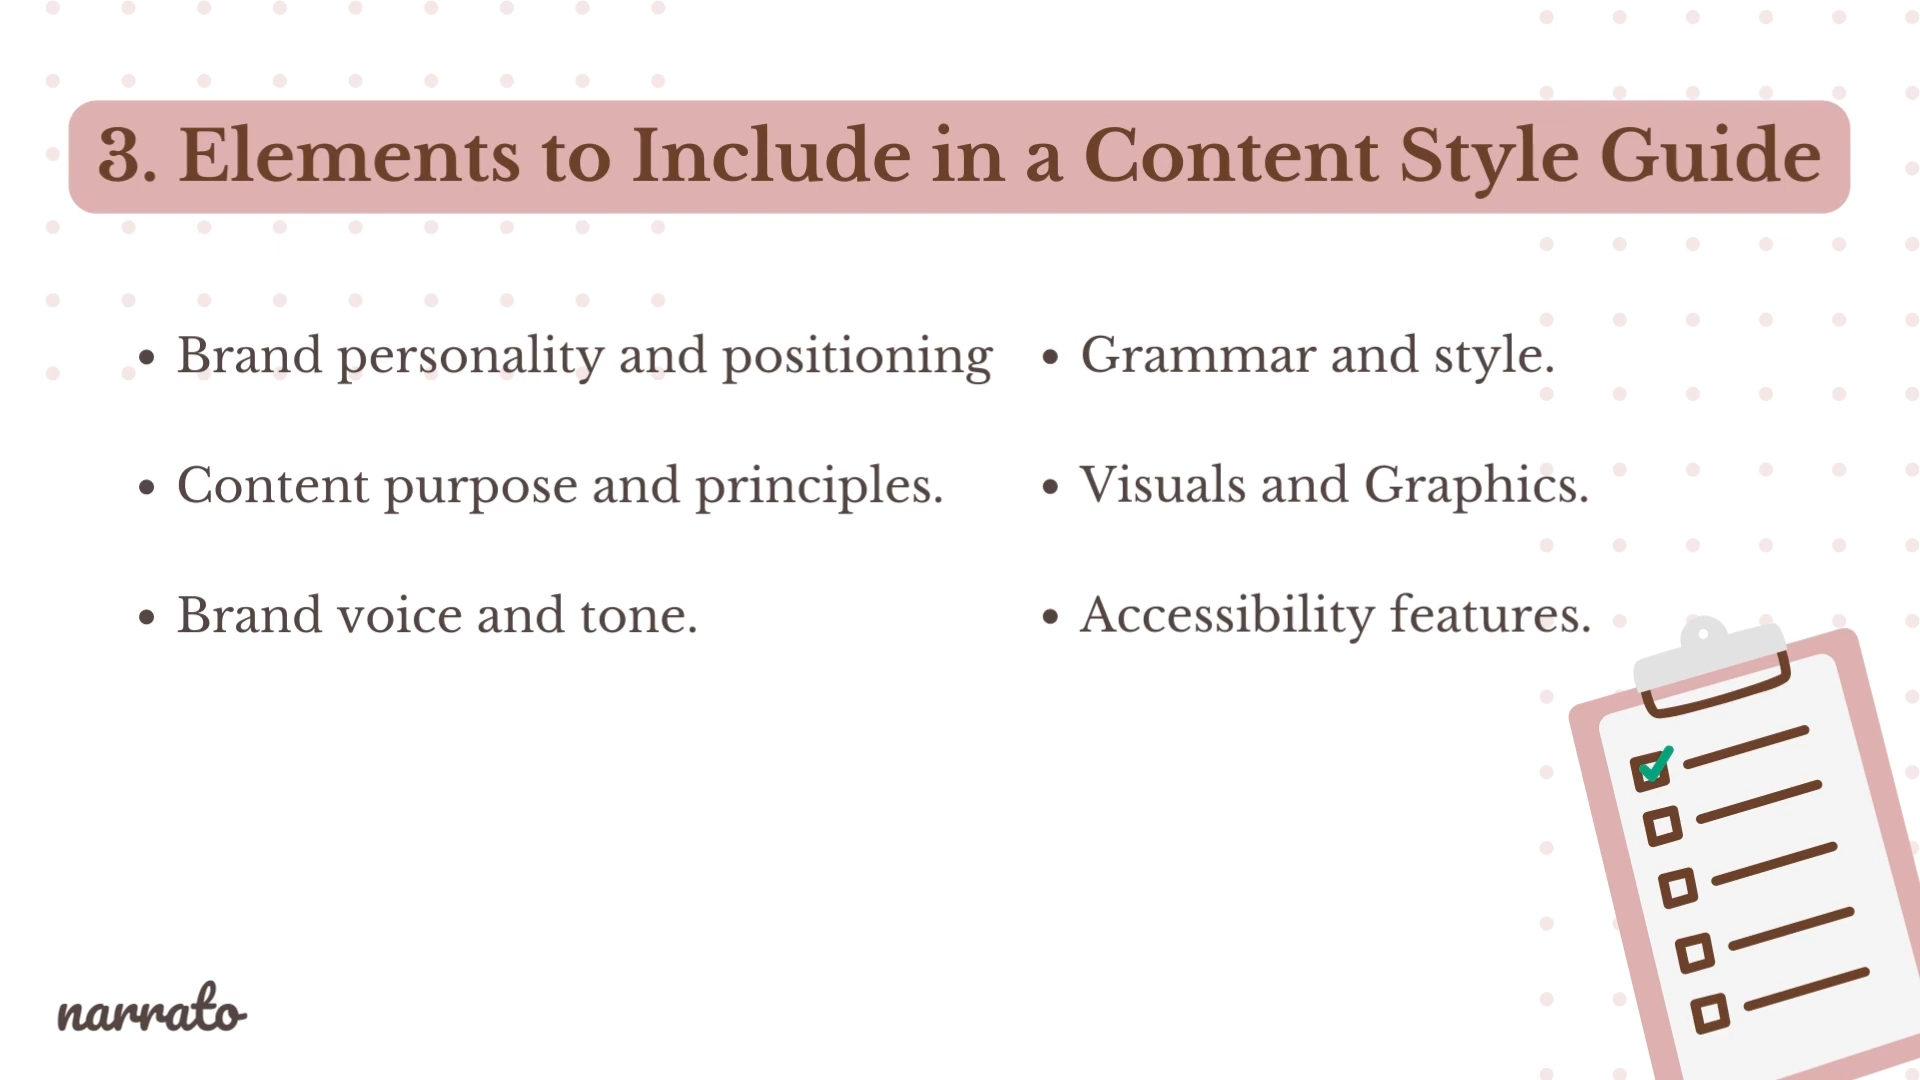 3. Elements to Include in a Content Style Guide
• Brand personality and positioning
• Content purpose and principles.
• Brand voice and tone.
• Grammar and style.
• Visuals and Graphics.
• Accessibility features.
narrato